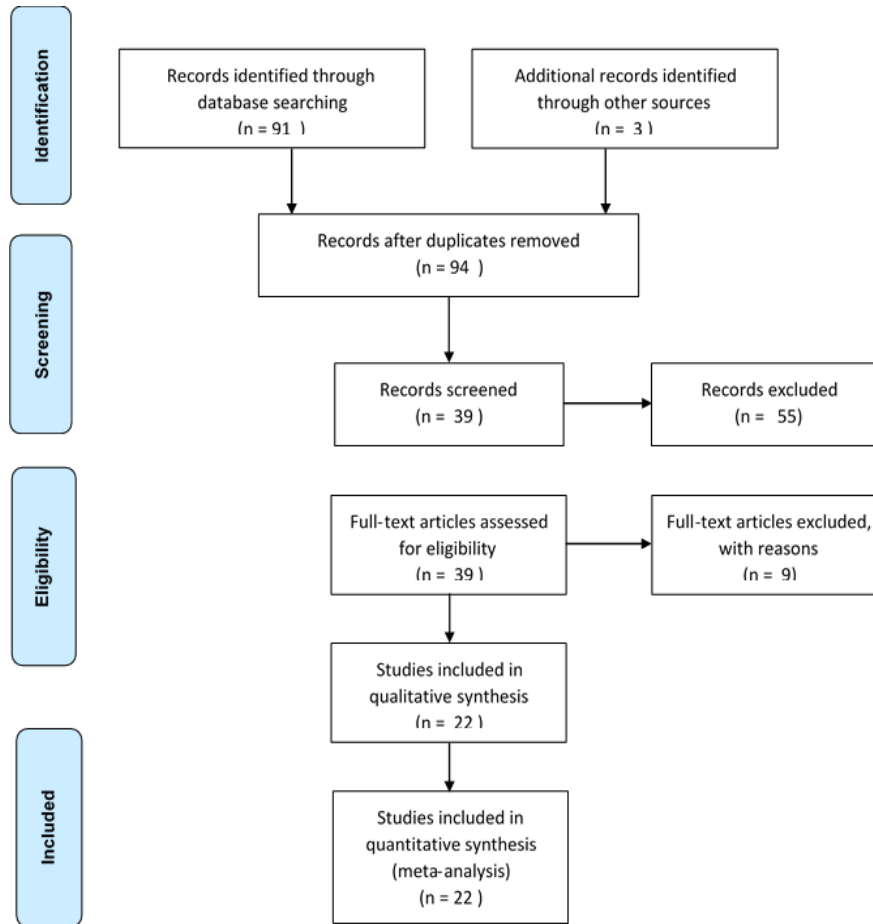 Identification
Records identified through
database searching
(n = 91 )
Additional records identified
through other sources
(n = 3 )
Screening
Records after duplicates removed
(n = 94 )
Records screened
(n = 39 )
Records excluded
(n = 55)
Eligibility
Full-text articles assessed
for eligibility
(n = 39 )
Full-text articles excluded,
with reasons
(n = 9)
Studies included in
qualitative synthesis
(n = 22 )
Included
Studies included in
quantitative synthesis
(meta-analysis)
(n = 22 )